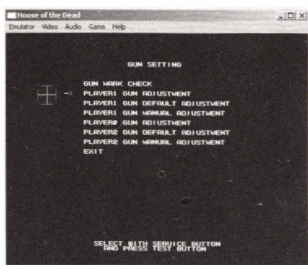 House of the Dead
Emulator Video Audio Game Help
GUN SETTING
GUN MARK CHECK
-> PLAYER1 GUN ADJUSTMENT
PLAYER1 GUN DEFAULT ADJUSTMENT
PLAYER1 GUN MANUAL ADJUSTMENT
GUN ADJUSTMENT
PLAYER2 GUN DEFAULT ADJUSTMENT
PLAYER2 GUN MANUAL ADJUSTMENT
EXIT
SELECT WITH SERVICE BUTTON
AND PRESS TEST BUTTON